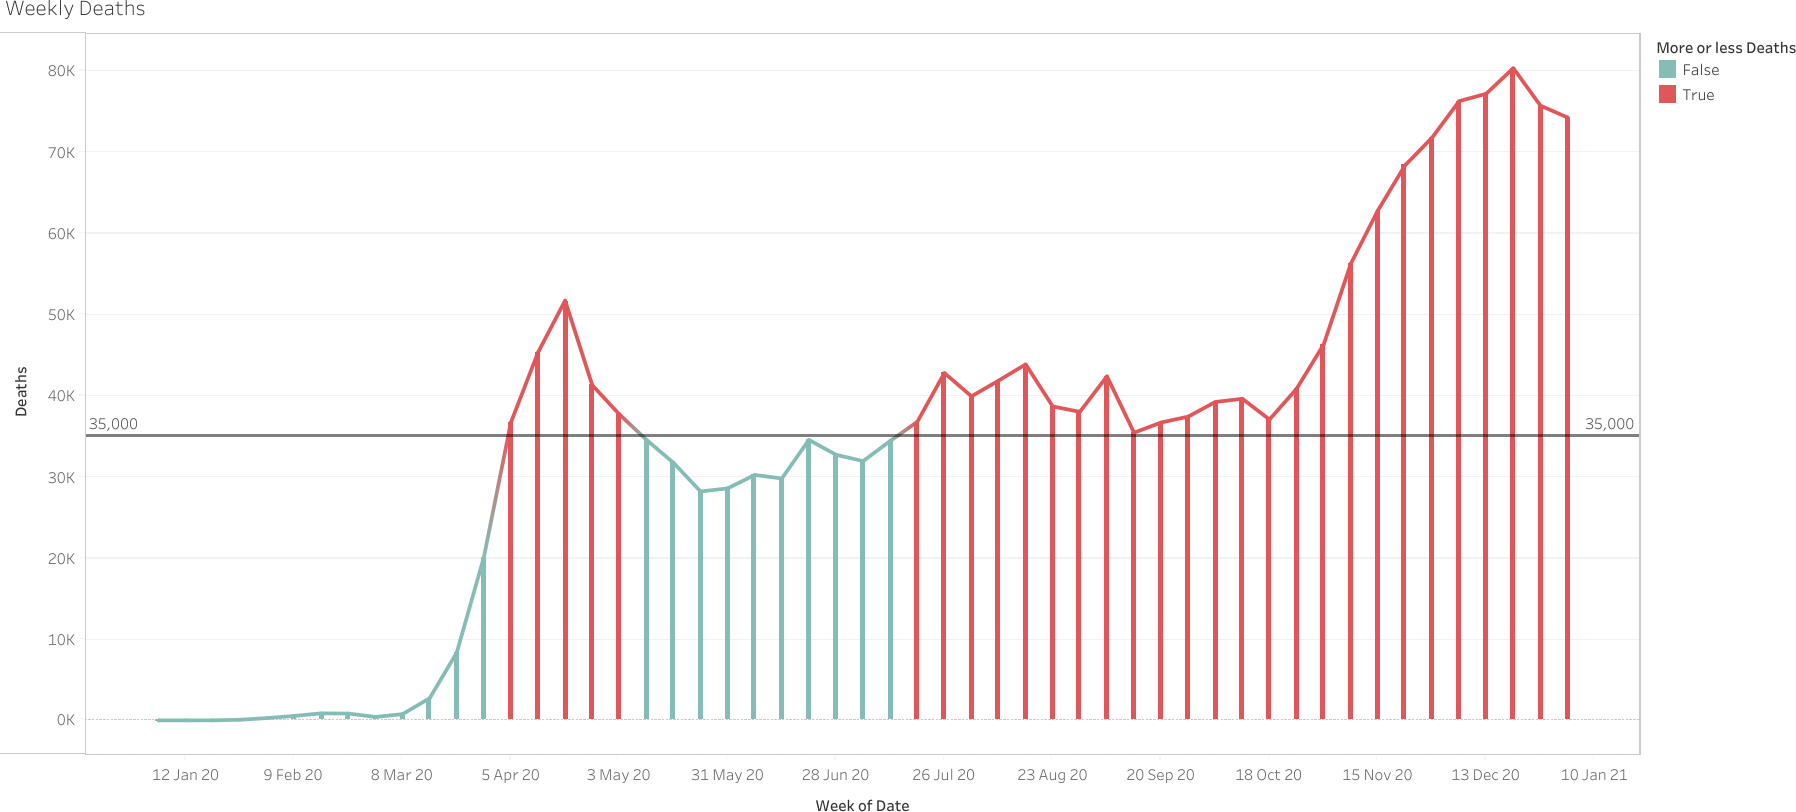 Weekly Deaths
More or less Deaths
False
True
80K
70K
60K
50K
40K
35,000
35,000
30K
20K
10K
0K
Deaths
12 Jan 20
9 Feb 20
8 Mar 20
5 Apr 20
3 May 20
31 May 20
28 Jun 20
26 Jul 20
23 Aug 20
20 Sep 20
18 Oct 20
15 Nov 20
13 Dec 20
10 Jan 21
Week of Date